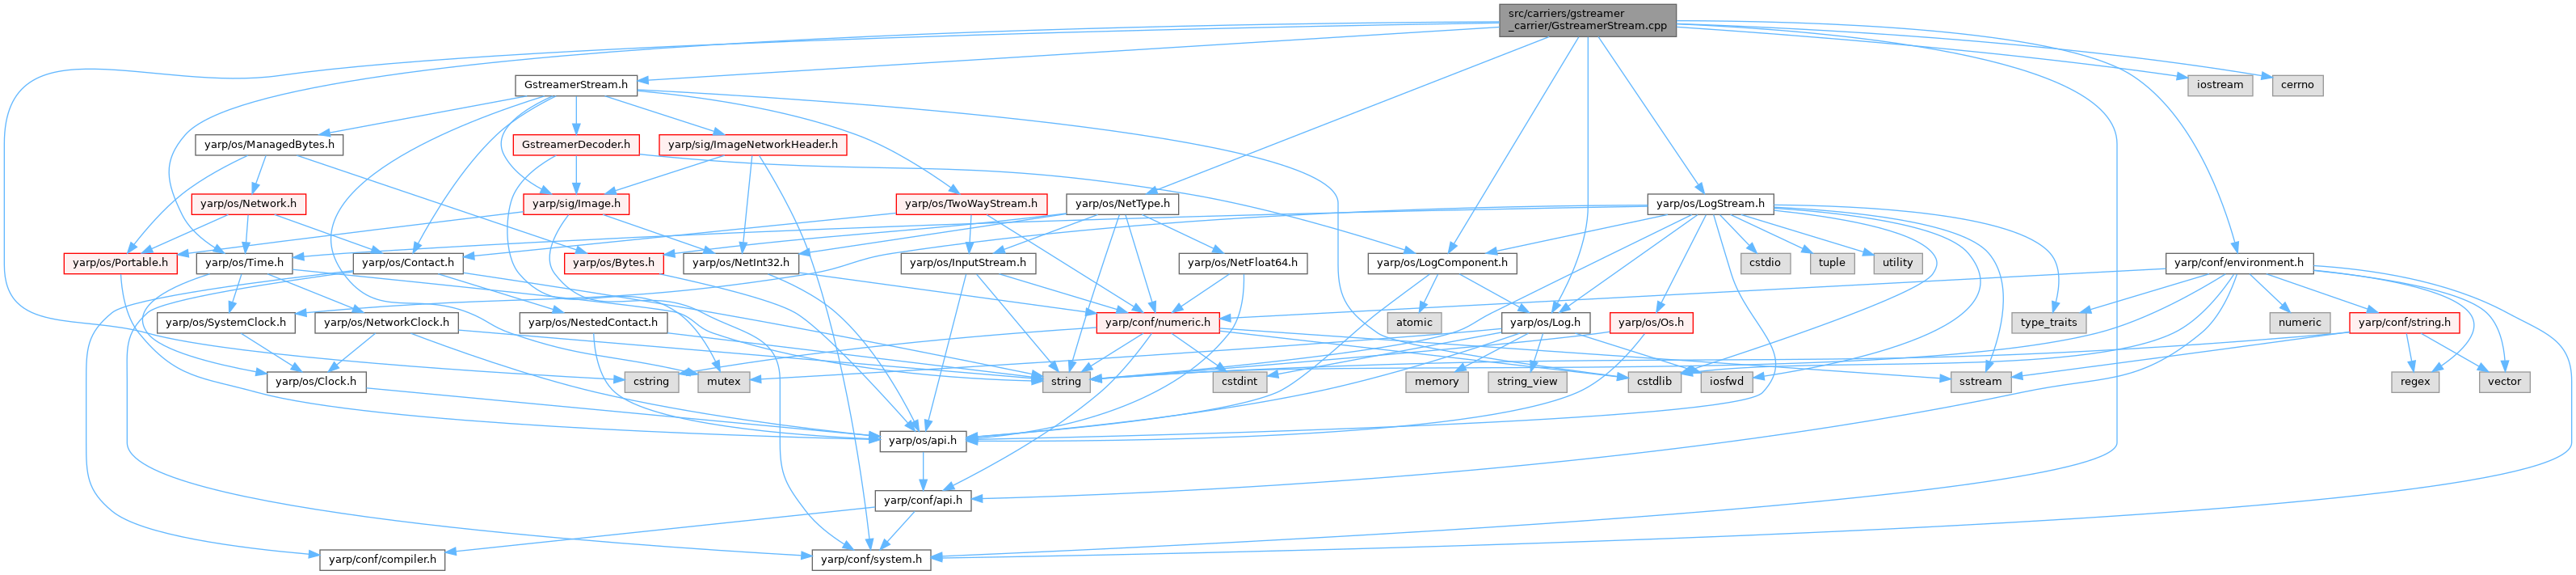 src/carriers/gstreamer
_carrier/GstreamerStream.cpp
GstreamerStream.h
iostream
cerrno
yarp/os/ManagedBytes.h
GstreamerDecoder.h
yarp/sig/ImageNetworkHeader.h
yarp/os/Network.h
yarp/sig/Image.h
yarp/os/TwoWayStream.h
yarp/os/NetType.h
yarp/os/LogStream.h
yarp/os/Portable.h
yarp/os/Time.h
yarp/os/Contact.h
yarp/os/Bytes.h
yarp/os/NetInt32.h
yarp/os/InputStream.h
yarp/os/NetFloat64.h
yarp/os/LogComponent.h
cstdio
tuple
utility
yarp/conf/environment.h
yarp/os/SystemClock.h
yarp/os/NetworkClock.h
yarp/os/NestedContact.h
yarp/conf/numeric.h
atomic
yarp/os/Log.h
yarp/os/Os.h
type_traits
numeric
yarp/conf/string.h
yarp/os/Clock.h
cstring
mutex
string
cstdint
memory
string_view
cstdlib
iosfwd
sstream
regex
vector
yarp/os/api.h
yarp/conf/api.h
yarp/conf/compiler.h
yarp/conf/system.h